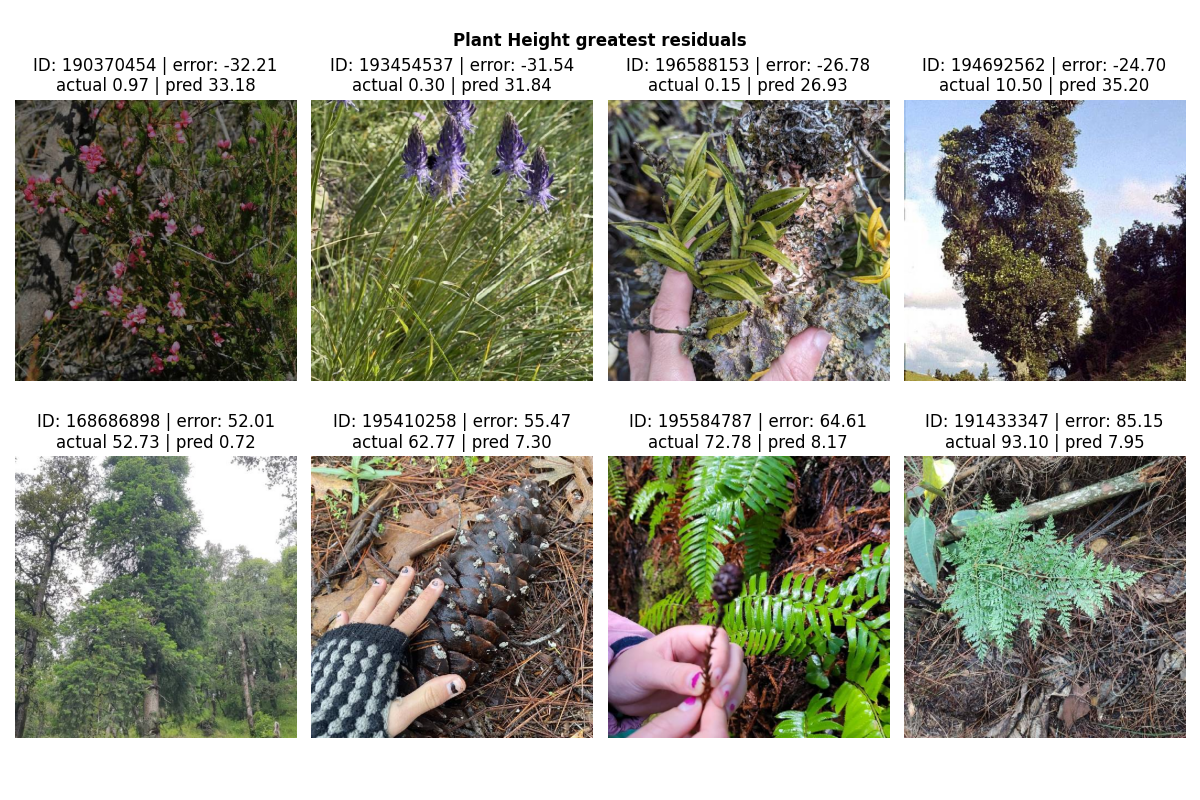 Plant Height greatest residuals
ID: 190370454 | error: -32.21
actual 0.97 | pred 33.18
ID: 193454537 | error: -31.54
actual 0.30 | pred 31.84
ID: 196588153 | error: -26.78
actual 0.15 | pred 26.93
ID: 194692562 | error: -24.70
actual 10.50 | pred 35.20
ID: 168686898 | error: 52.01
actual 52.73 | pred 0.72
ID: 195410258 | error: 55.47
actual 62.77 | pred 7.30
ID: 195584787 | error: 64.61
actual 72.78 | pred 8.17
ID: 191433347 | error: 85.15
actual 93.10 | pred 7.95